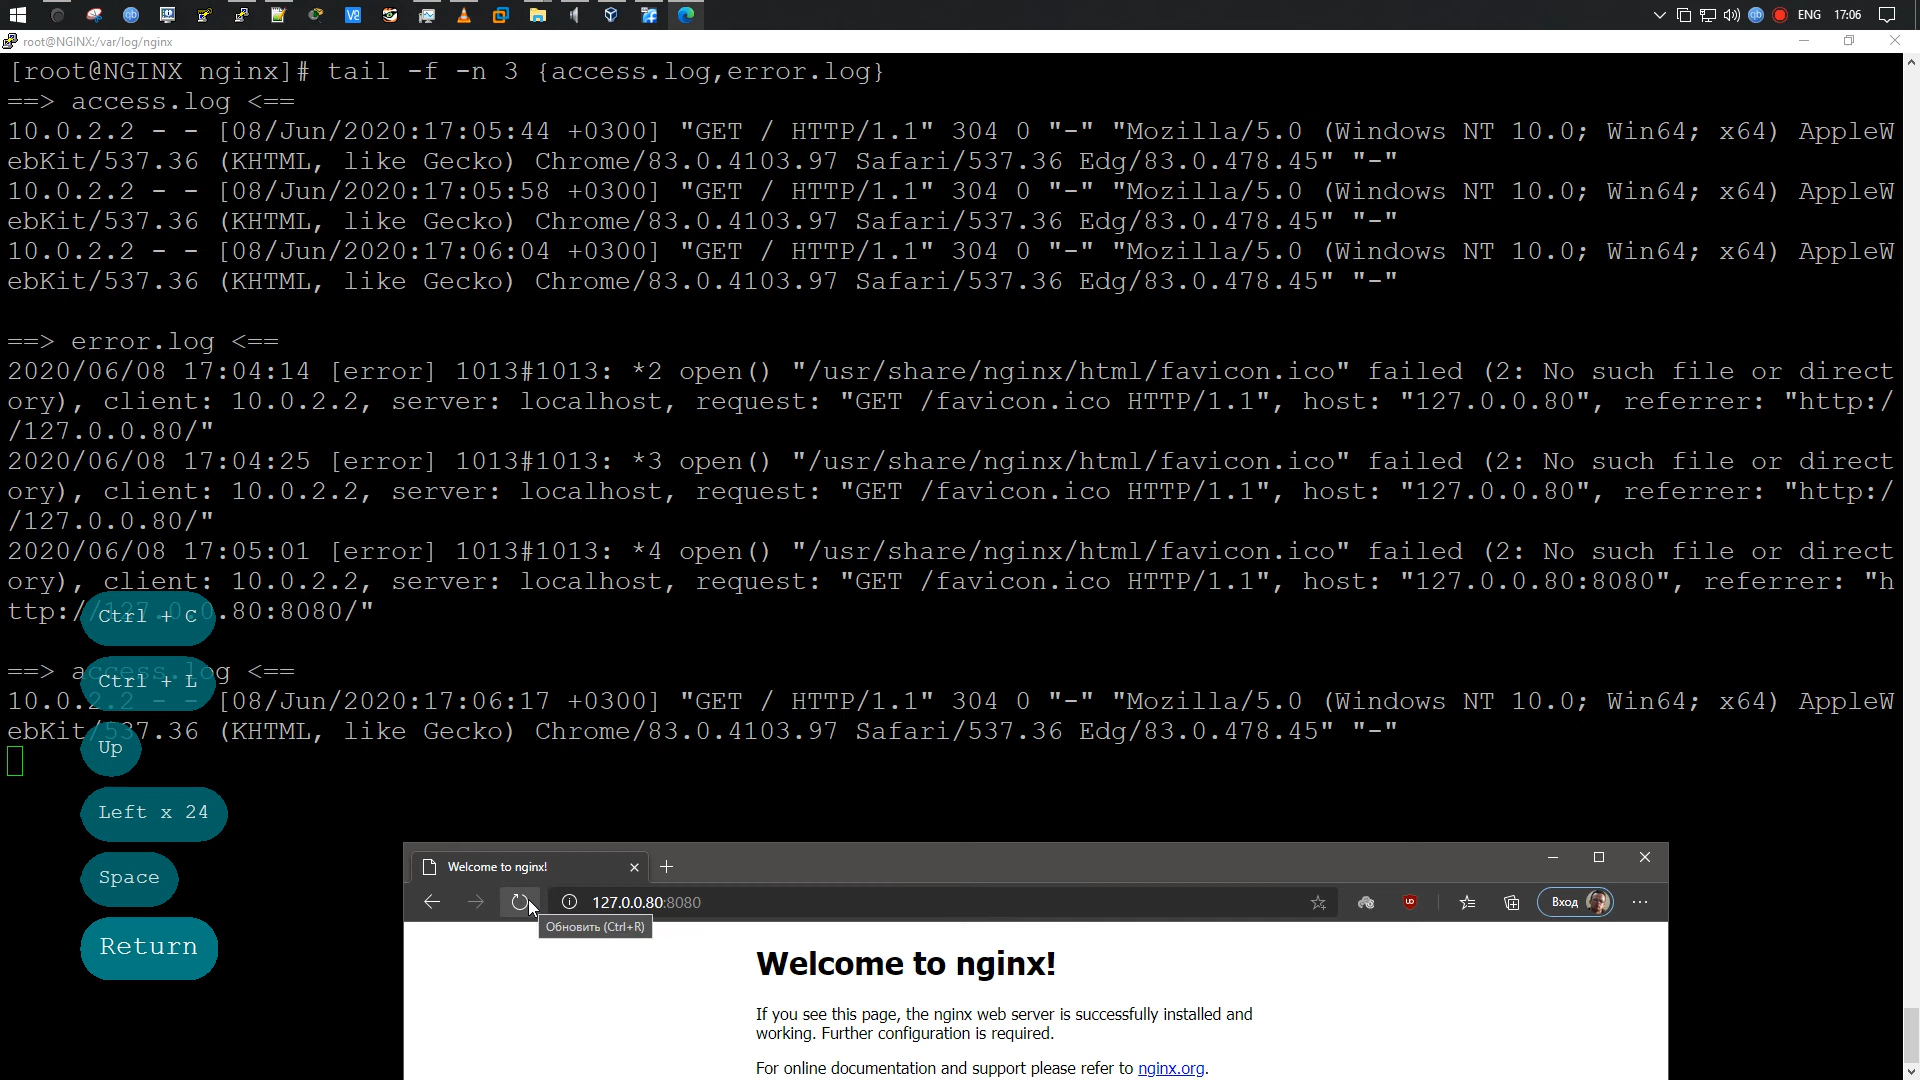 ENG 17:06
root@NGINX:/var/log/nginx
[root@NGINX nginx]# tail -f -n 3 {access.log,error.log}
==> access.log <==
10.0.2.2 - - [08/Jun/2020:17:05:44 +0300] "GET / HTTP/1.1" 304 0 "-" "Mozilla/5.0 (Windows NT 10.0; Win64; x64) AppleW
ebKit/537.36 (KHTML, like Gecko) Chrome/83.0.4103.97 Safari/537.36 Edg/83.0.478.45" "-"
10.0.2.2 - - [08/Jun/2020:17:05:58 +0300] "GET / HTTP/1.1" 304 0 "-" "Mozilla/5.0 (Windows NT 10.0; Win64; x64) AppleW
ebKit/537.36 (KHTML, like Gecko) Chrome/83.0.4103.97 Safari/537.36 Edg/83.0.478.45" "-"
10.0.2.2 - - [08/Jun/2020:17:06:04 +0300] "GET / HTTP/1.1" 304 0 "-" "Mozilla/5.0 (Windows NT 10.0; Win64; x64) AppleW
ebKit/537.36 (KHTML, like Gecko) Chrome/83.0.4103.97 Safari/537.36 Edg/83.0.478.45" "-"
==> error.log <==
2020/06/08 17:04:14 [error] 1013#1013: *2 open() "/usr/share/nginx/html/favicon.ico" failed (2: No such file or direct
ory), client: 10.0.2.2, server: localhost, request: "GET /favicon.ico HTTP/1.1", host: "127.0.0.80", referrer: "http:/
/127.0.0.80/"
2020/06/08 17:04:25 [error] 1013#1013: *3 open() "/usr/share/nginx/html/favicon.ico" failed (2: No such file or direct
ory), client: 10.0.2.2, server: localhost, request: "GET /favicon.ico HTTP/1.1", host: "127.0.0.80", referrer: "http:/
/127.0.0.80/"
2020/06/08 17:05:01 [error] 1013#1013: *4 open() "/usr/share/nginx/html/favicon.ico" failed (2: No such file or direct
ory), client: 10.0.2.2, server: localhost, request: "GET /favicon.ico HTTP/1.1", host: "127.0.0.80:8080", referrer: "h
ttp://127.0.0.80:8080/"
Ctrl + C
==> access.log <==
Ctrl + L
10.0.2.2 - - [08/Jun/2020:17:06:17 +0300] "GET / HTTP/1.1" 304 0 "-" "Mozilla/5.0 (Windows NT 10.0; Win64; x64) AppleW
ebKit/537.36 (KHTML, like Gecko) Chrome/83.0.4103.97 Safari/537.36 Edg/83.0.478.45" "-"
Up
Left x 24
Space
Return
Welcome to nginx!
127.0.0.80:8080
Вход
Обновить (Ctrl+R)
Welcome to nginx!
If you see this page, the nginx web server is successfully installed and
working. Further configuration is required.
For online documentation and support please refer to nginx.org.